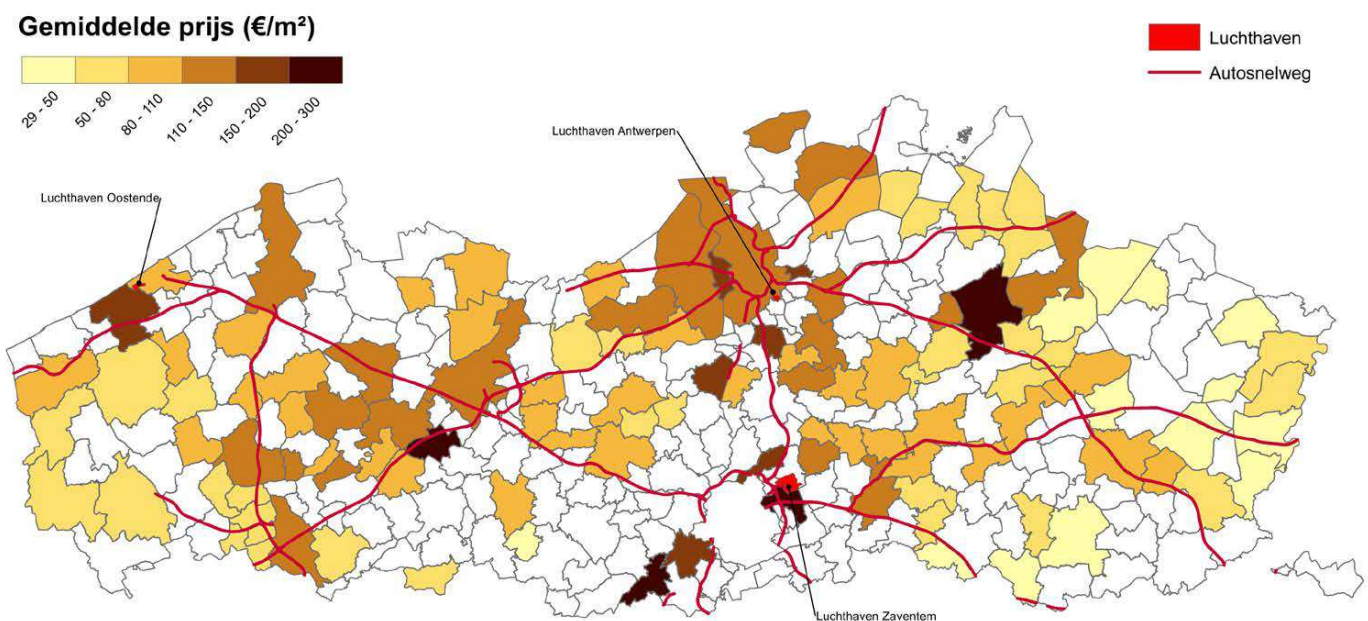 Gemiddelde prijs (€/m²)
29 - 50
50 - 80
80 - 110
110 - 150
150 - 200
200 - 300
Luchthaven
Autosnelweg
Luchthaven Antwerpen
Luchthaven Oostende
Luchthaven Zaventem